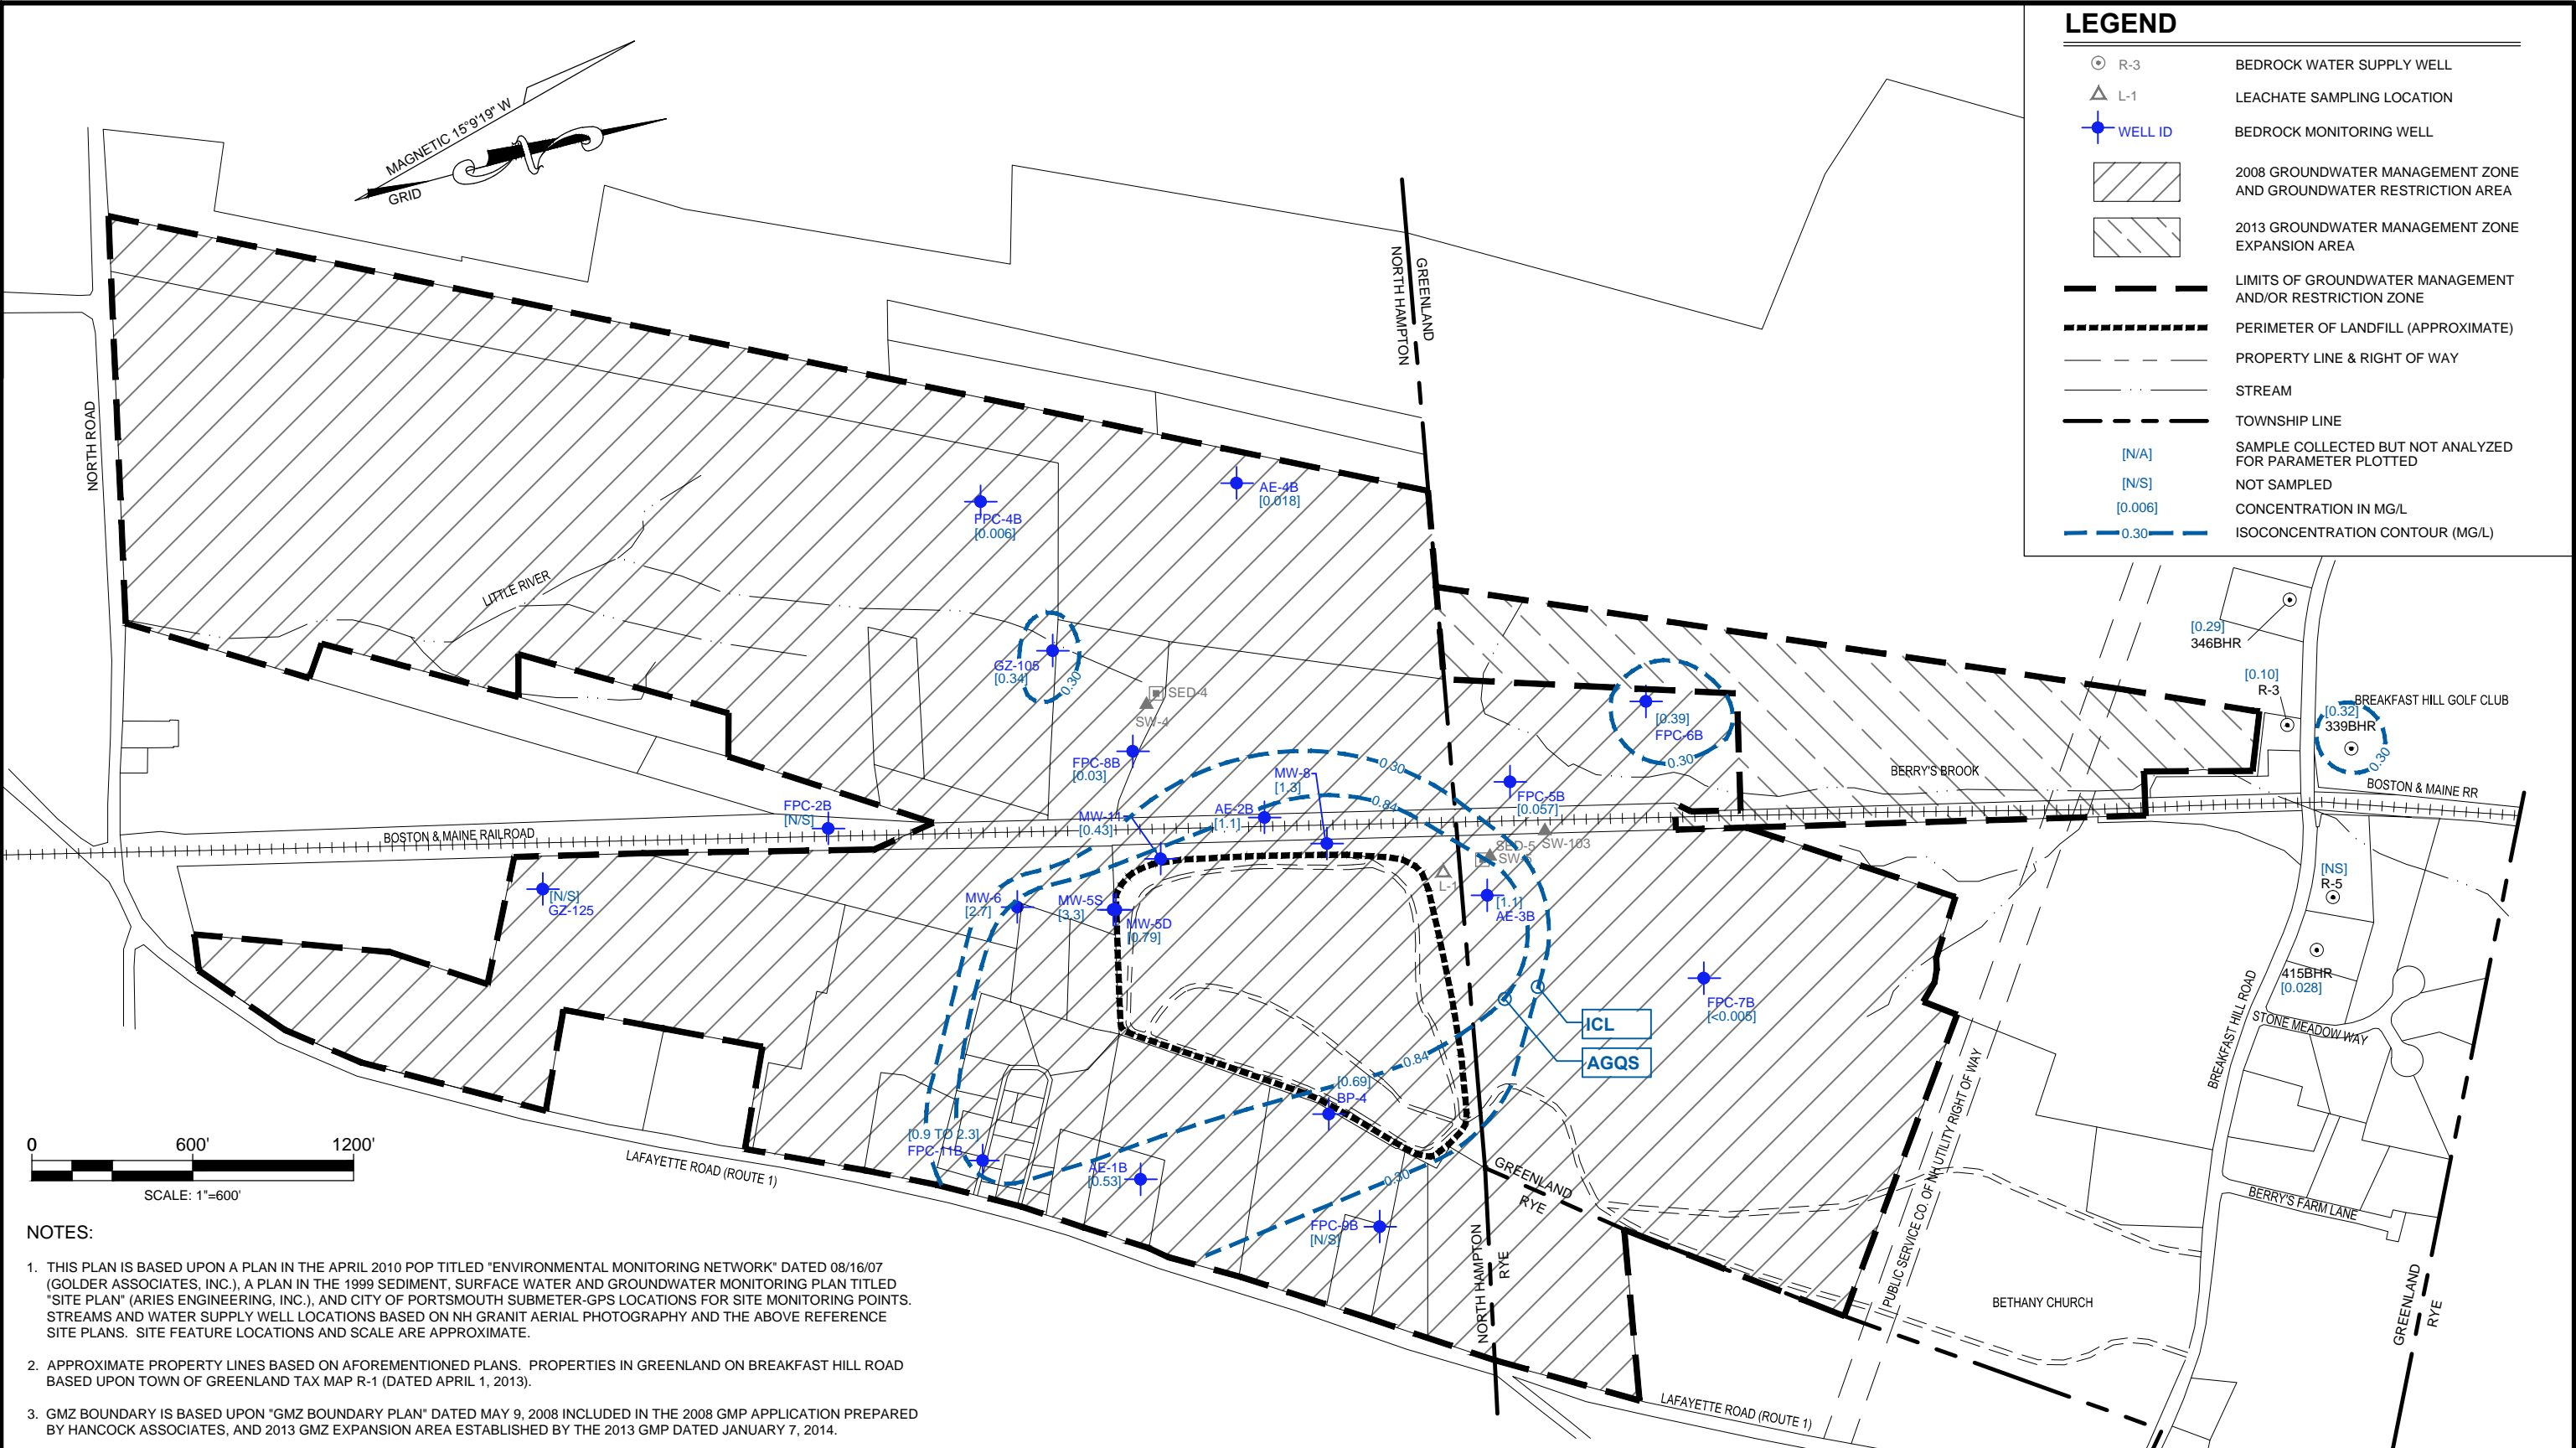 LEGEND
R-3 BEDROCK WATER SUPPLY WELL
L-1 LEACHATE SAMPLING LOCATION
WELL ID BEDROCK MONITORING WELL
2008 GROUNDWATER MANAGEMENT ZONE
AND GROUNDWATER RESTRICTION AREA
2013 GROUNDWATER MANAGEMENT ZONE
EXPANSION AREA
LIMITS OF GROUNDWATER MANAGEMENT
AND/OR RESTRICTION ZONE
PERIMETER OF LANDFILL (APPROXIMATE)
PROPERTY LINE & RIGHT OF WAY
STREAM
TOWNSHIP LINE
[N/A] SAMPLE COLLECTED BUT NOT ANALYZED
FOR PARAMETER PLOTTED
[N/S] NOT SAMPLED
[0.006] CONCENTRATION IN MG/L
0.30 ISOCONCENTRATION CONTOUR (MG/L)
MAGNETIC 15°9'19" W
GRID
N
NORTH ROAD
NORTH HAMPTON
GREENLAND
LITTLE RIVER
FPC-4B
[0.006]
AE-4B
[0.018]
GZ-105
[0.34]
0.30
SED-4
SW-4
FPC-8B
[0.03]
FPC-2B
[N/S]
BOSTON & MAINE RAILROAD
MW-11
[0.43]
AE-2B
[1.1]
MW-8
[1.3]
0.30
0.84
FPC-5B
[0.057]
[0.39]
FPC-6B
0.30
BERRY'S BROOK
[0.29]
346BHR
[0.10]
R-3
BREAKFAST HILL GOLF CLUB
[0.32]
339BHR
0.30
BOSTON & MAINE RR
SED-5
SW-5
SW-103
L-1
[N/S]
GZ-125
MW-6
[2.7]
MW-5S
[3.3]
MW-5D
[0.79]
[1.1]
AE-3B
[NS]
R-5
415BHR
[0.028]
FPC-7B
[<0.005]
ICL
AGQS
0.84
[0.69]
BP-4
[0.9 TO 2.3]
FPC-11B
AE-1B
[0.53]
0.30
FPC-9B
[N/S]
STONE MEADOW WAY
BREAKFAST HILL ROAD
BERRY'S FARM LANE
PUBLIC SERVICE CO. OF NH UTILITY RIGHT OF WAY
BETHANY CHURCH
GREENLAND
RYE
NORTH HAMPTON
RYE
GREENLAND
RYE
LAFAYETTE ROAD (ROUTE 1)
LAFAYETTE ROAD (ROUTE 1)
0 600' 1200'
SCALE: 1"=600'
NOTES:
1. THIS PLAN IS BASED UPON A PLAN IN THE APRIL 2010 POP TITLED "ENVIRONMENTAL MONITORING NETWORK" DATED 08/16/07
(GOLDER ASSOCIATES, INC.), A PLAN IN THE 1999 SEDIMENT, SURFACE WATER AND GROUNDWATER MONITORING PLAN TITLED
"SITE PLAN" (ARIES ENGINEERING, INC.), AND CITY OF PORTSMOUTH SUBMETER-GPS LOCATIONS FOR SITE MONITORING POINTS.
STREAMS AND WATER SUPPLY WELL LOCATIONS BASED ON NH GRANIT AERIAL PHOTOGRAPHY AND THE ABOVE REFERENCE
SITE PLANS. SITE FEATURE LOCATIONS AND SCALE ARE APPROXIMATE.
2. APPROXIMATE PROPERTY LINES BASED ON AFOREMENTIONED PLANS. PROPERTIES IN GREENLAND ON BREAKFAST HILL ROAD
BASED UPON TOWN OF GREENLAND TAX MAP R-1 (DATED APRIL 1, 2013).
3. GMZ BOUNDARY IS BASED UPON "GMZ BOUNDARY PLAN" DATED MAY 9, 2008 INCLUDED IN THE 2008 GMP APPLICATION PREPARED
BY HANCOCK ASSOCIATES, AND 2013 GMZ EXPANSION AREA ESTABLISHED BY THE 2013 GMP DATED JANUARY 7, 2014.